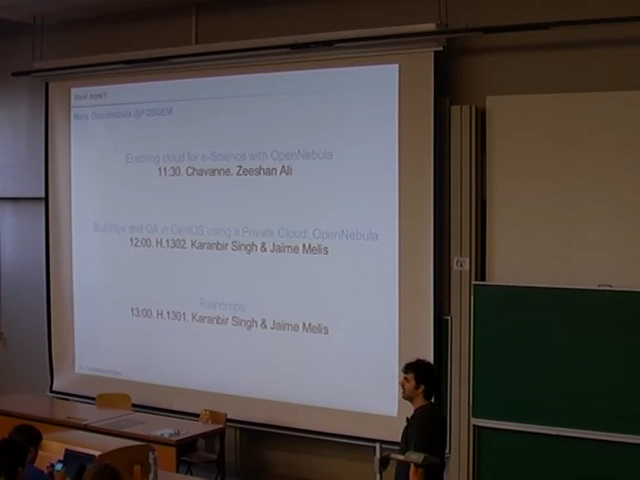 Want more?
More OpenNebula @FOSDEM
Enabling cloud for e-Science with OpenNebula
11:30. Chavanne. Zeeshan Ali
Buildsys and QA in CentOS using a Private Cloud: OpenNebula
12:00. H.1302. Karanbir Singh & Jaime Melis
Raindrops
13:00. H.1301. Karanbir Singh & Jaime Melis